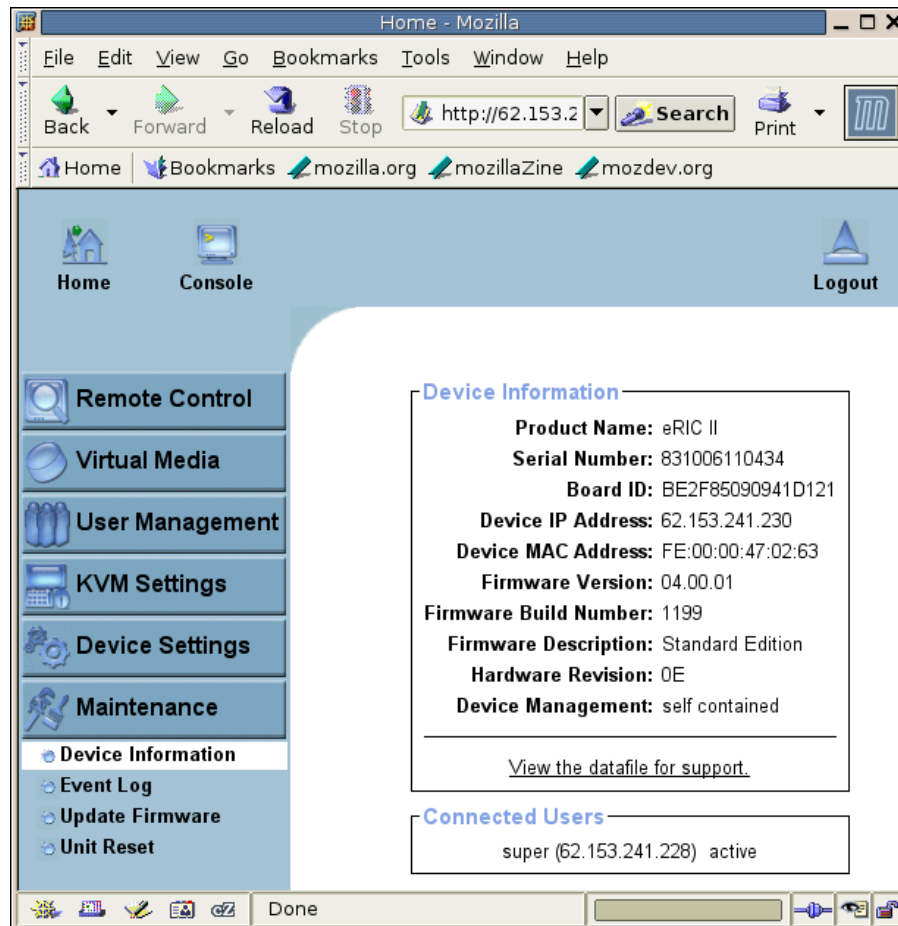 Home - Mozilla
File Edit View Go Bookmarks Tools Window Help
Back Forward Reload Stop http://62.153.2 Search Print
Home Bookmarks mozilla.org mozillaZine mozdev.org
Home Console Logout
Remote Control
Virtual Media
User Management
KVM Settings
Device Settings
Maintenance
Device Information
Event Log
Update Firmware
Unit Reset
Device Information
Product Name: eRIC II
Serial Number: 831006110434
Board ID: BE2F85090941D121
Device IP Address: 62.153.241.230
Device MAC Address: FE:00:00:47:02:63
Firmware Version: 04.00.01
Firmware Build Number: 1199
Firmware Description: Standard Edition
Hardware Revision: 0E
Device Management: self contained
View the datafile for support.
Connected Users
super (62.153.241.228) active
Done